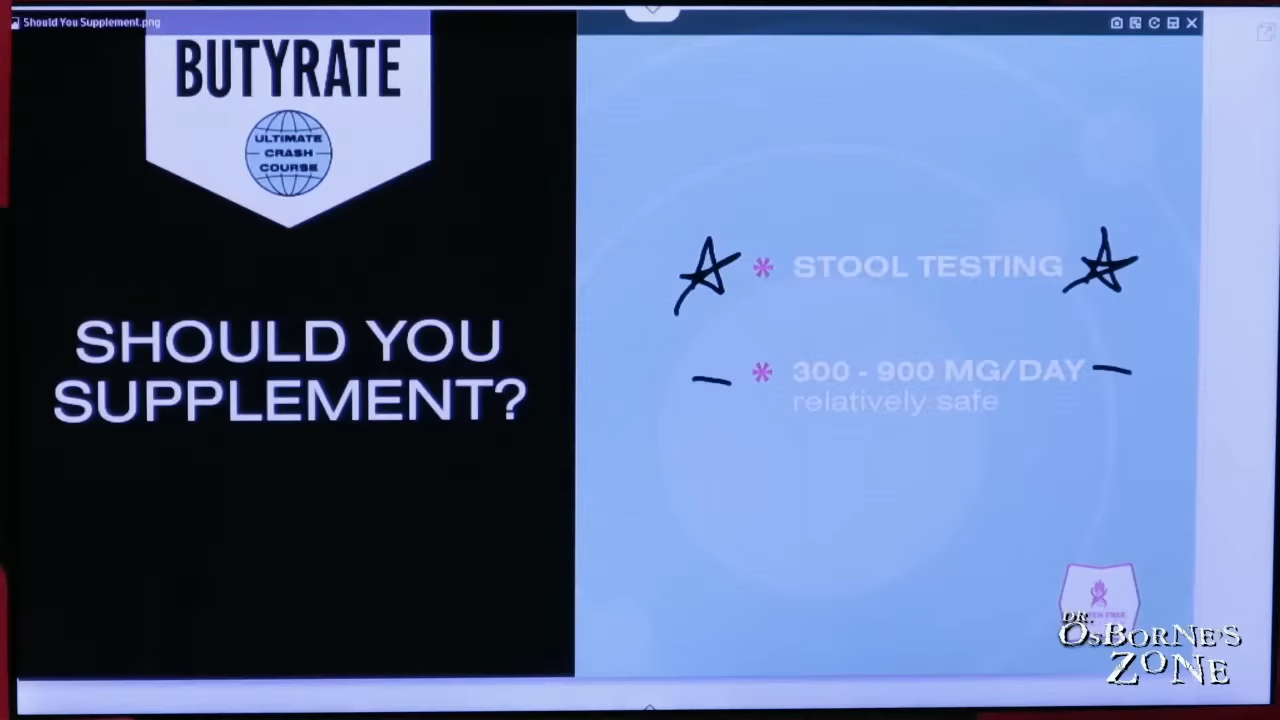 Should You Supplement.png
BUTYRATE
ULTIMATE
CRASH
COURSE
SHOULD YOU
SUPPLEMENT?
* STOOL TESTING
* 300 - 900 MG/DAY
relatively safe
FREE
DR.
OSBORNE'S
ZONE